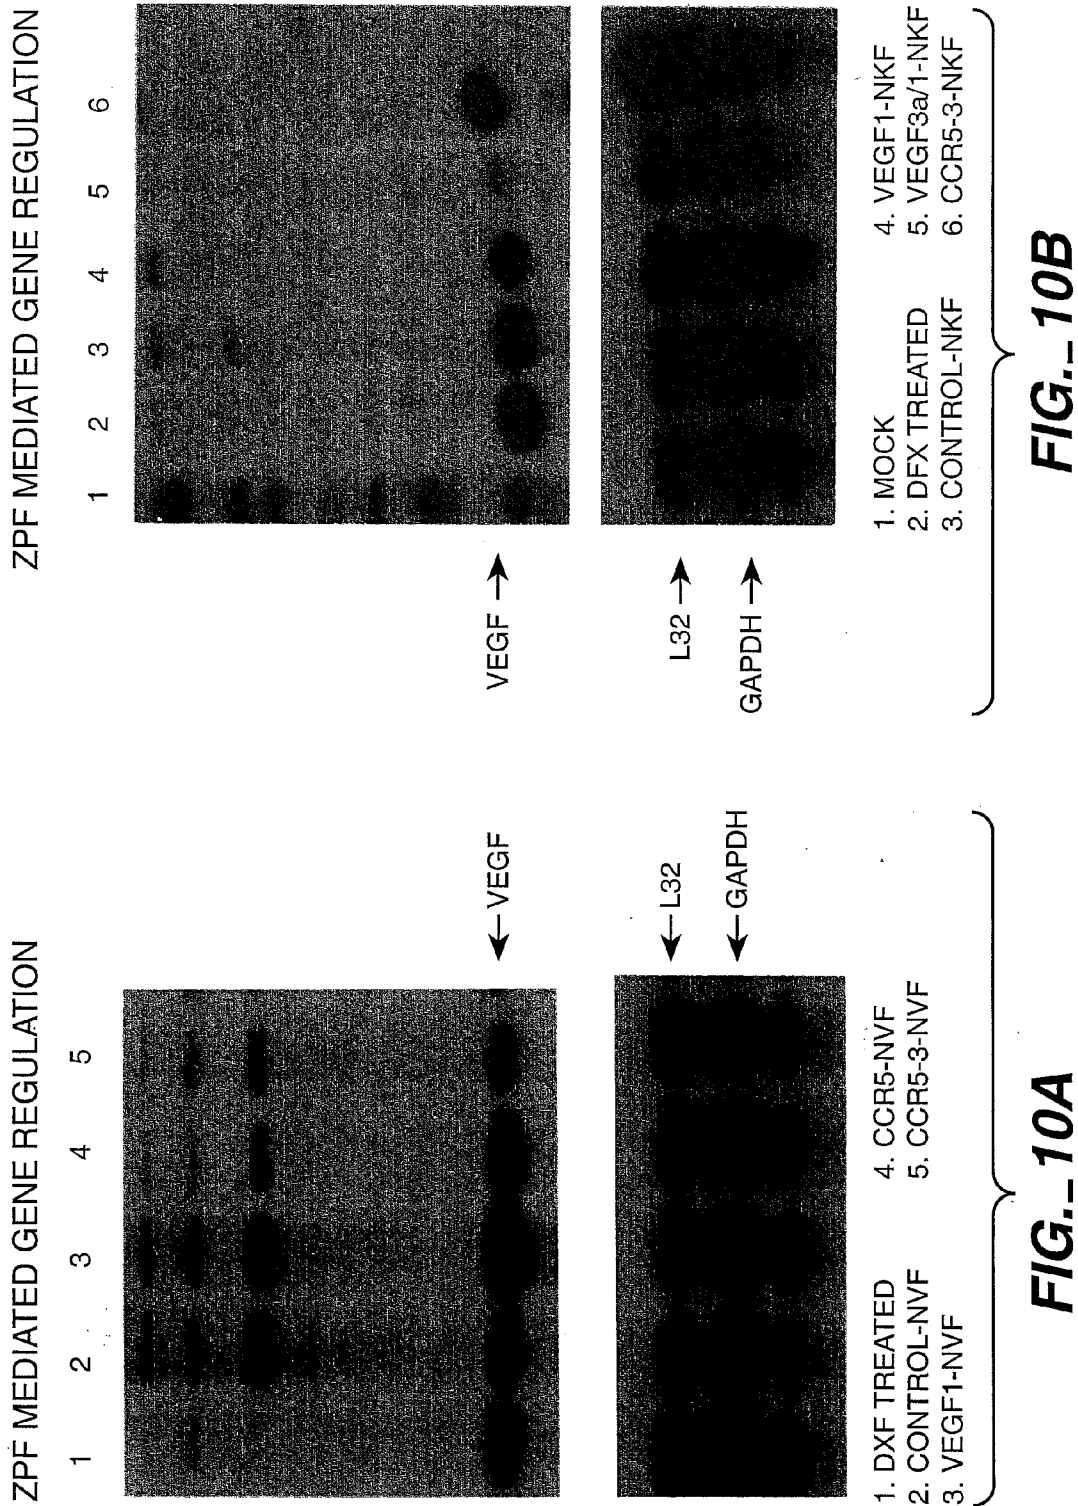 ZPF MEDIATED GENE REGULATION
1 2 3 4 5
VEGF
L32
GAPDH
1. DXF TREATED
2. CONTROL-NVF
3. VEGF1-NVF
4. CCR5-NVF
5. CCR5-3-NVF
FIG._10A
ZPF MEDIATED GENE REGULATION
1 2 3 4 5 6
VEGF
L32
GAPDH
1. MOCK
2. DFX TREATED
3. CONTROL-NKF
4. VEGF1-NKF
5. VEGF3a/1-NKF
6. CCR5-3-NKF
FIG._10B